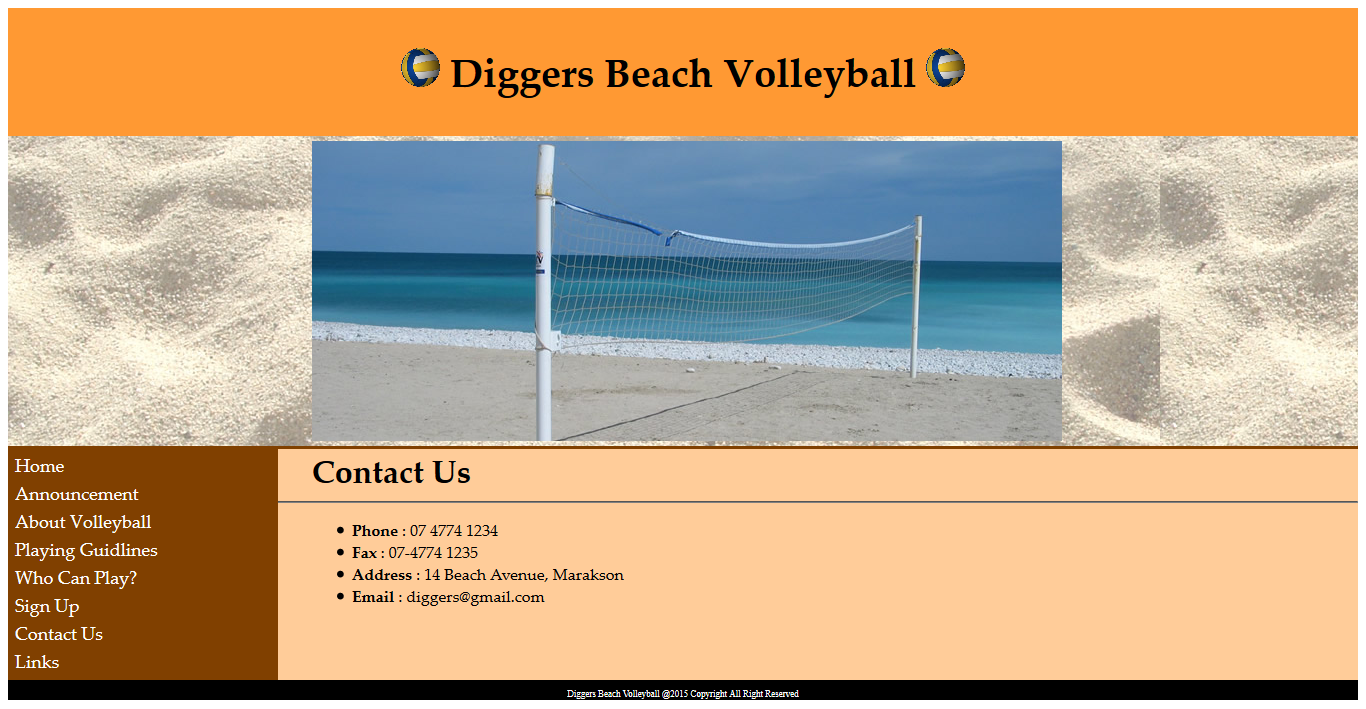 Diggers Beach Volleyball
Home
Announcement
About Volleyball
Playing Guidlines
Who Can Play?
Sign Up
Contact Us
Links
Contact Us
Phone : 07 4774 1234
Fax : 07-4774 1235
Address : 14 Beach Avenue, Marakson
Email : diggers@gmail.com
Diggers Beach Volleyball @2015 Copyright All Right Reserved